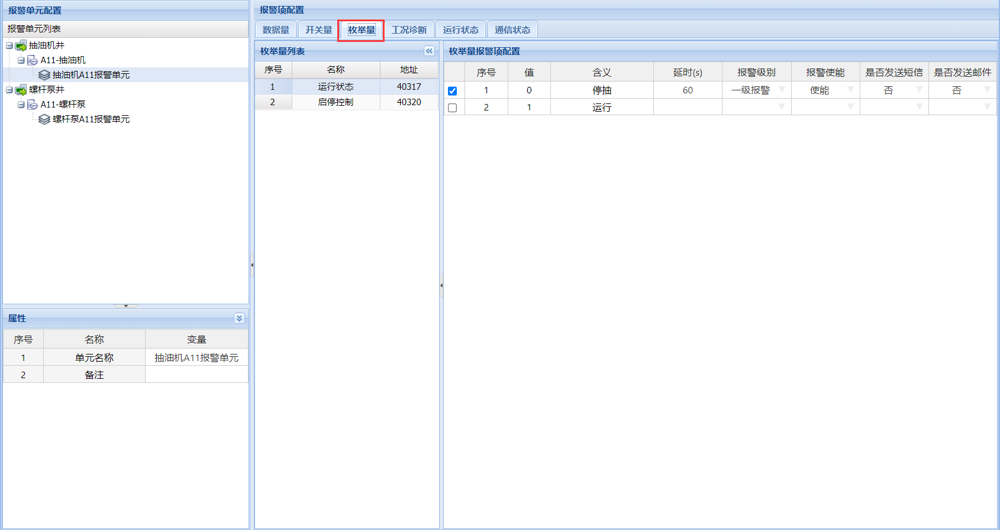 报警单元配置
报警单元列表
抽油机井
A11-抽油机
抽油机A11报警单元
螺杆泵井
A11-螺杆泵
螺杆泵A11报警单元
属性
序号 名称 变量
1 单元名称 抽油机A11报警单元
2 备注
报警项配置
数据量 开关量 枚举量 工况诊断 运行状态 通信状态
枚举量列表
序号 名称 地址
1 运行状态 40317
2 启停控制 40320
枚举量报警项配置
序号 值 含义 延时(s) 报警级别 报警使能 是否发送短信 是否发送邮件
1 0 停抽 60 一级报警 使能 否 否
2 1 运行